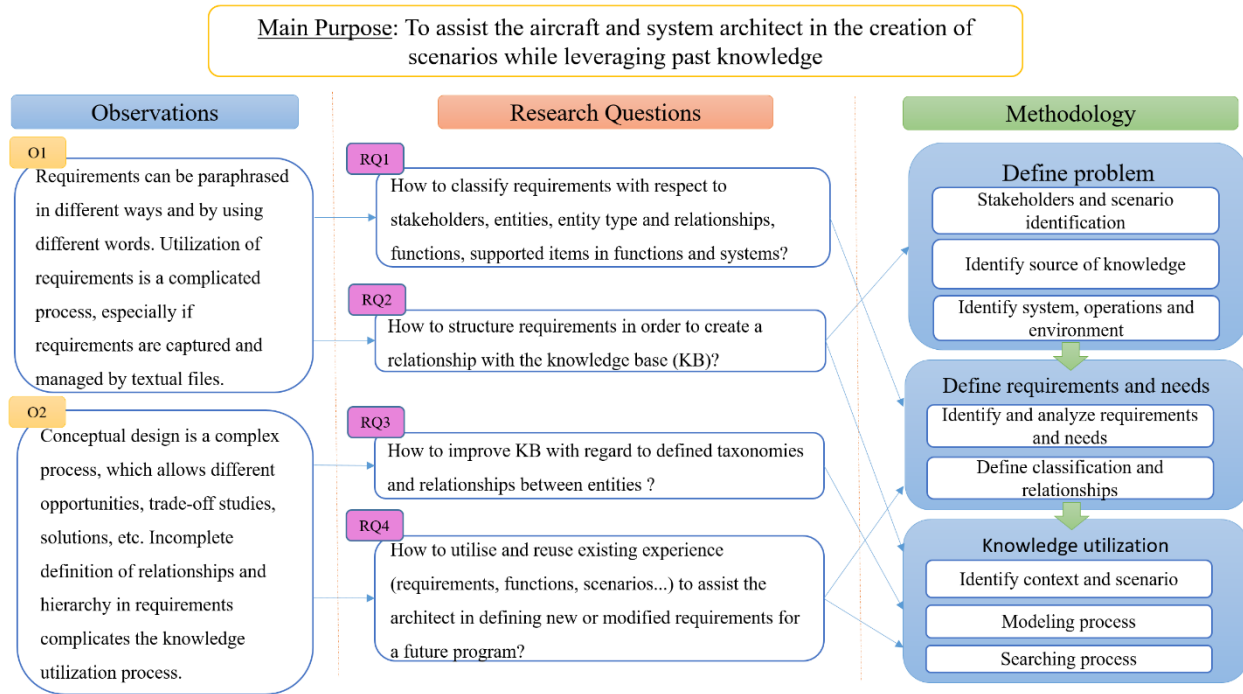 Main Purpose: To assist the aircraft and system architect in the creation of
scenarios while leveraging past knowledge
Observations
O1
Requirements can be paraphrased
in different ways and by using
different words. Utilization of
requirements is a complicated
process, especially if
requirements are captured and
managed by textual files.
O2
Conceptual design is a complex
process, which allows different
opportunities, trade-off studies,
solutions, etc. Incomplete
definition of relationships and
hierarchy in requirements
complicates the knowledge
utilization process.
Research Questions
RQ1
How to classify requirements with respect to
stakeholders, entities, entity type and relationships,
functions, supported items in functions and systems?
RQ2
How to structure requirements in order to create a
relationship with the knowledge base (KB)?
RQ3
How to improve KB with regard to defined taxonomies
and relationships between entities ?
RQ4
How to utilise and reuse existing experience
(requirements, functions, scenarios...) to assist the
architect in defining new or modified requirements for
a future program?
Methodology
Define problem
Stakeholders and scenario
identification
Identify source of knowledge
Identify system, operations and
environment
Define requirements and needs
Identify and analyze requirements
and needs
Define classification and
relationships
Knowledge utilization
Identify context and scenario
Modeling process
Searching process